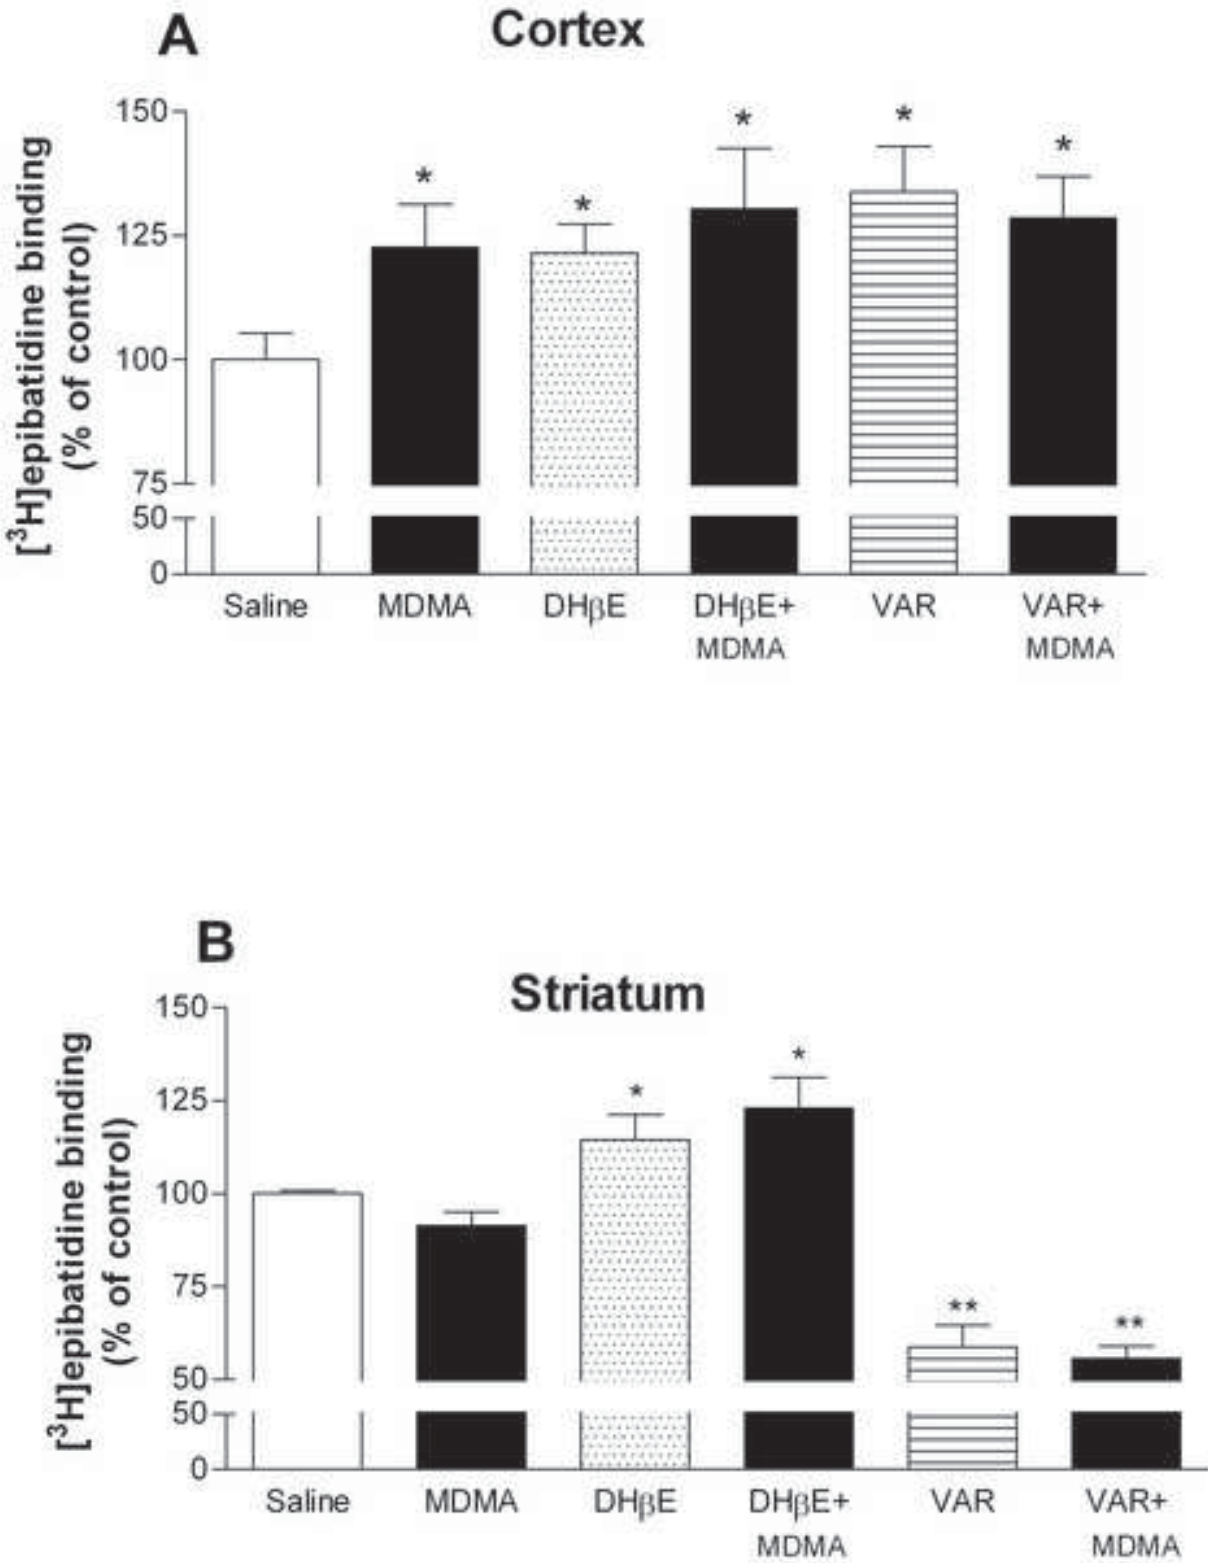 A
Cortex
[³H]epibatidine binding
(% of control)
150
125
100
75
50
0
*
*
*
*
*
Saline MDMA DHβE DHβE+ VAR VAR+
MDMA MDMA
B
Striatum
[³H]epibatidine binding
(% of control)
150
125
100
75
50
50
0
*
*
**
**
Saline MDMA DHβE DHβE+ VAR VAR+
MDMA MDMA